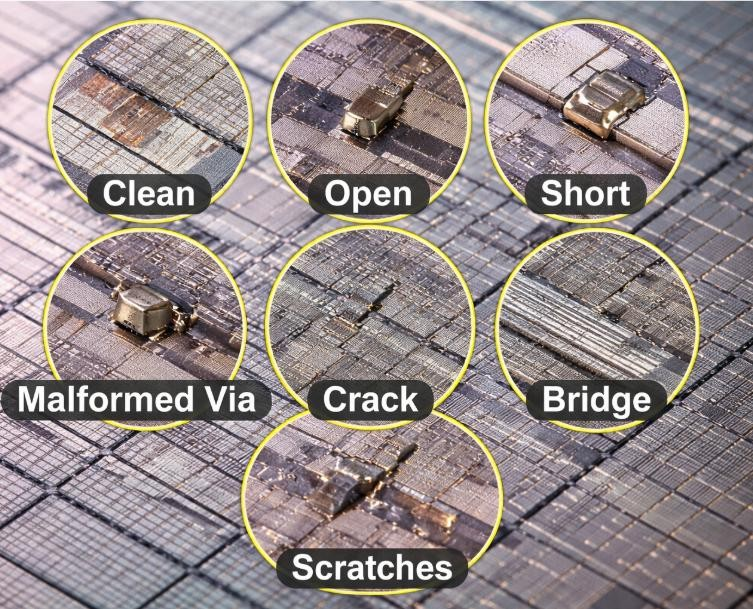 Clean
Open
Short
Malformed Via
Crack
Bridge
Scratches